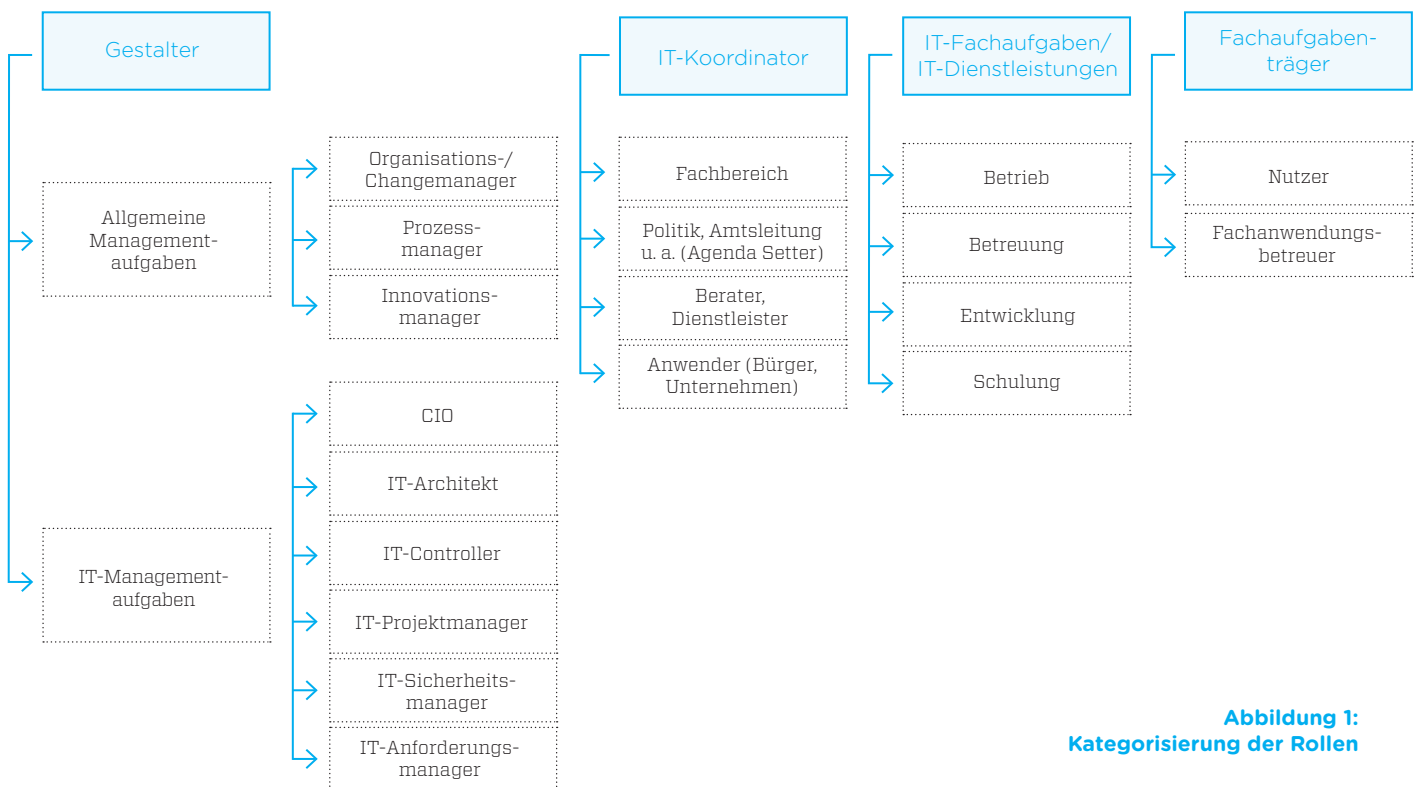 Gestalter
IT-Koordinator
IT-Fachaufgaben/
IT-Dienstleistungen
Fachaufgaben-
träger
Allgemeine
Management-
aufgaben
Organisations-/
Changemanager
Prozess-
manager
Innovations-
manager
IT-Management-
aufgaben
CIO
IT-Architekt
IT-Controller
IT-Projektmanager
IT-Sicherheits-
manager
IT-Anforderungs-
manager
Fachbereich
Politik, Amtsleitung
u. a. (Agenda Setter)
Berater,
Dienstleister
Anwender (Bürger,
Unternehmen)
Betrieb
Betreuung
Entwicklung
Schulung
Nutzer
Fachanwendungs-
betreuer
Abbildung 1:
Kategorisierung der Rollen